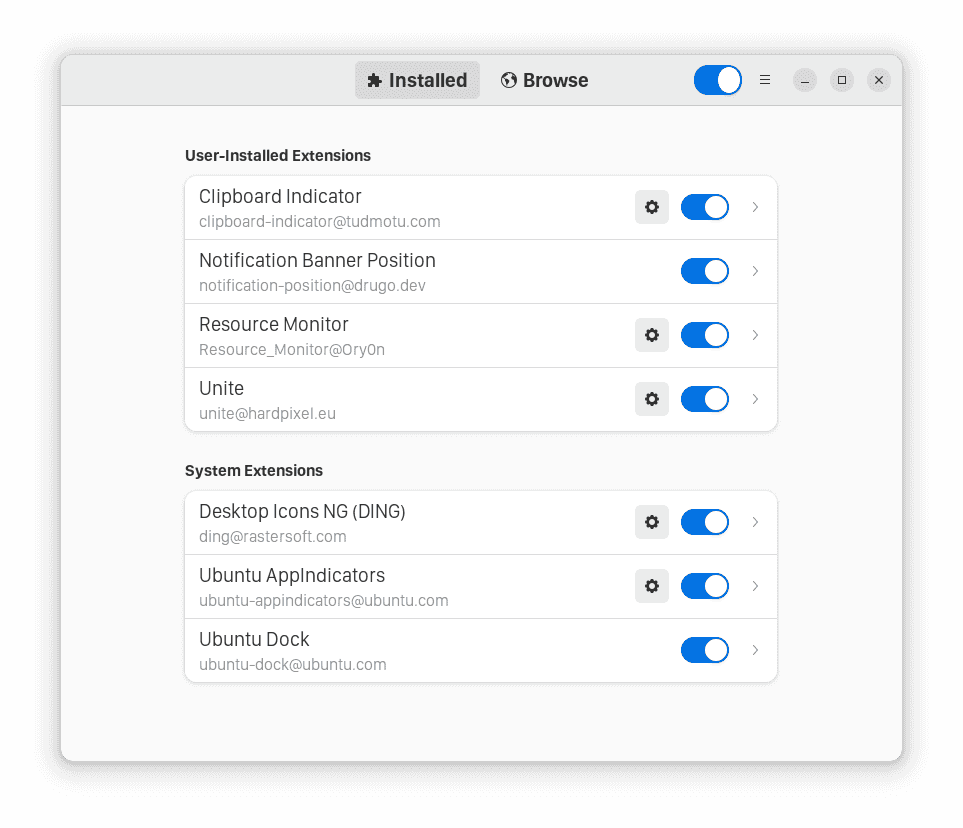 Installed
Browse
User-Installed Extensions
Clipboard Indicator
clipboard-indicator@tudmotu.com
Notification Banner Position
notification-position@drugo.dev
Resource Monitor
Resource_Monitor@Ory0n
Unite
unite@hardpixel.eu
System Extensions
Desktop Icons NG (DING)
ding@rastersoft.com
Ubuntu AppIndicators
ubuntu-appindicators@ubuntu.com
Ubuntu Dock
ubuntu-dock@ubuntu.com